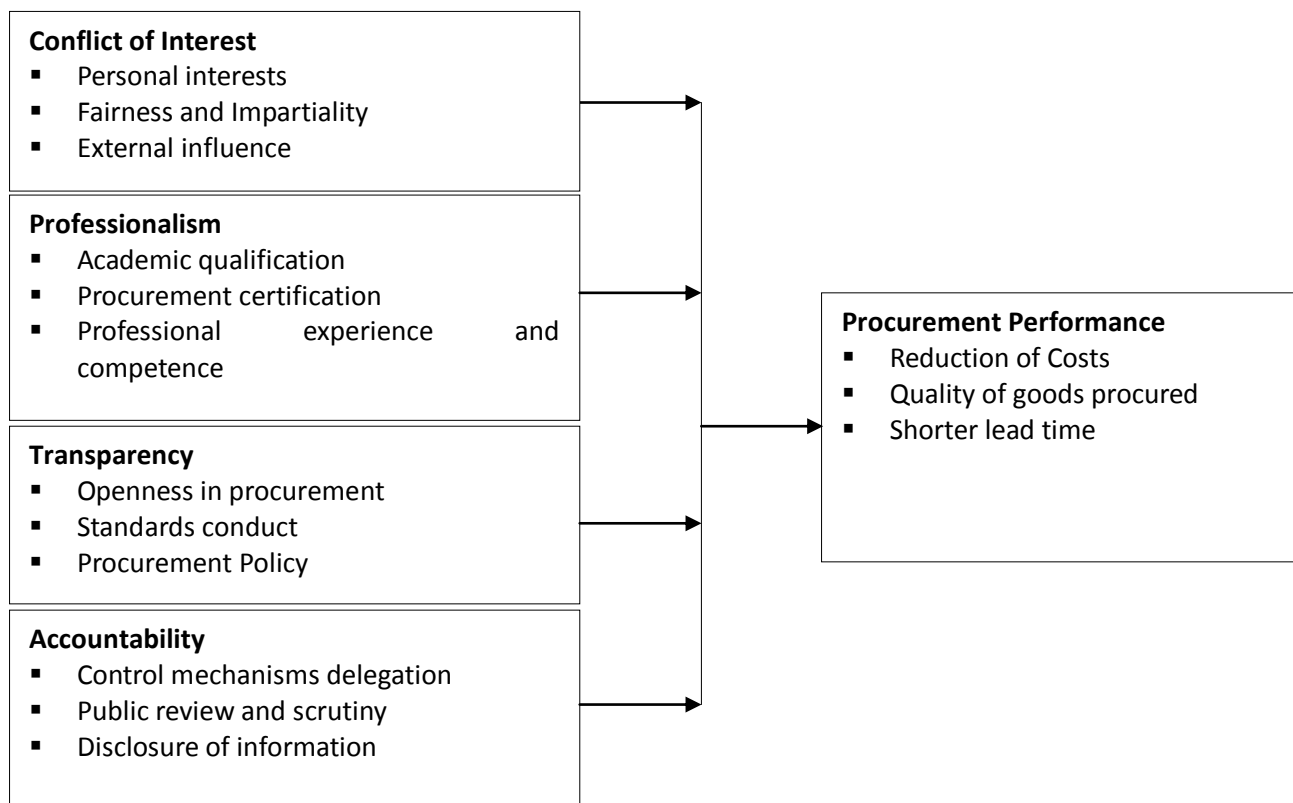 Conflict of Interest
▪ Personal interests
▪ Fairness and Impartiality
▪ External influence
Professionalism
▪ Academic qualification
▪ Procurement certification
▪ Professional experience and
competence
Transparency
▪ Openness in procurement
▪ Standards conduct
▪ Procurement Policy
Accountability
▪ Control mechanisms delegation
▪ Public review and scrutiny
▪ Disclosure of information
Procurement Performance
▪ Reduction of Costs
▪ Quality of goods procured
▪ Shorter lead time